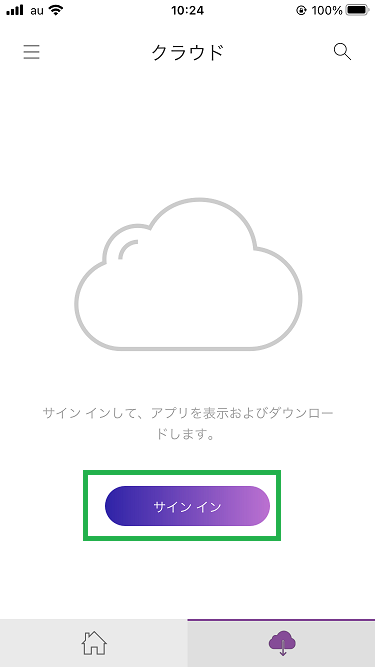 au 10:24 100%
クラウド
サイン インして、アプリを表示およびダウンロー
ドします。
サイン イン